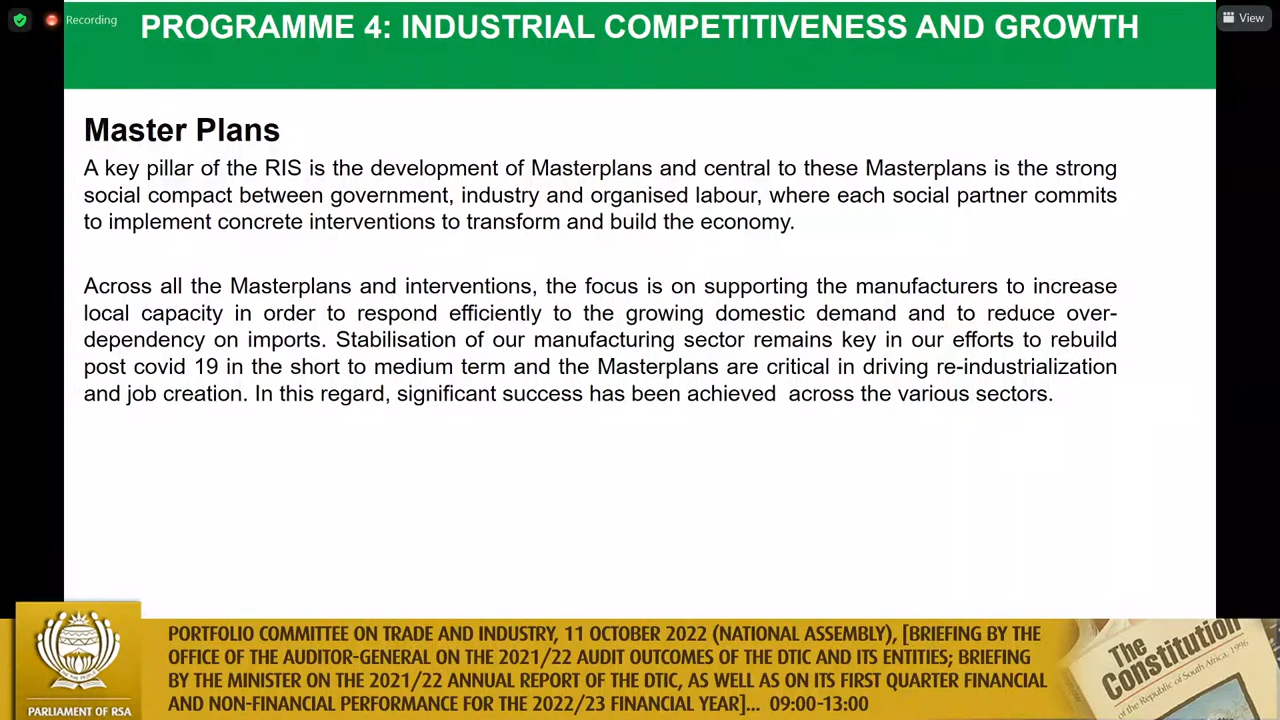 Recording
View
PROGRAMME 4: INDUSTRIAL COMPETITIVENESS AND GROWTH
Master Plans
A key pillar of the RIS is the development of Masterplans and central to these Masterplans is the strong
social compact between government, industry and organised labour, where each social partner commits
to implement concrete interventions to transform and build the economy.
Across all the Masterplans and interventions, the focus is on supporting the manufacturers to increase
local capacity in order to respond efficiently to the growing domestic demand and to reduce over-
dependency on imports. Stabilisation of our manufacturing sector remains key in our efforts to rebuild
post covid 19 in the short to medium term and the Masterplans are critical in driving re-industrialization
and job creation. In this regard, significant success has been achieved  across the various sectors.
PORTFOLIO COMMITTEE ON TRADE AND INDUSTRY, 11 OCTOBER 2022 (NATIONAL ASSEMBLY), [BRIEFING BY THE
OFFICE OF THE AUDITOR-GENERAL ON THE 2021/22 AUDIT OUTCOMES OF THE DTIC AND ITS ENTITIES; BRIEFING
BY THE MINISTER ON THE 2021/22 ANNUAL REPORT OF THE DTIC, AS WELL AS ON ITS FIRST QUARTER FINANCIAL
AND NON-FINANCIAL PERFORMANCE FOR THE 2022/23 FINANCIAL YEAR]... 09:00-13:00
PARLIAMENT OF RSA
The
Constitution
of the Republic of South Africa, 1996